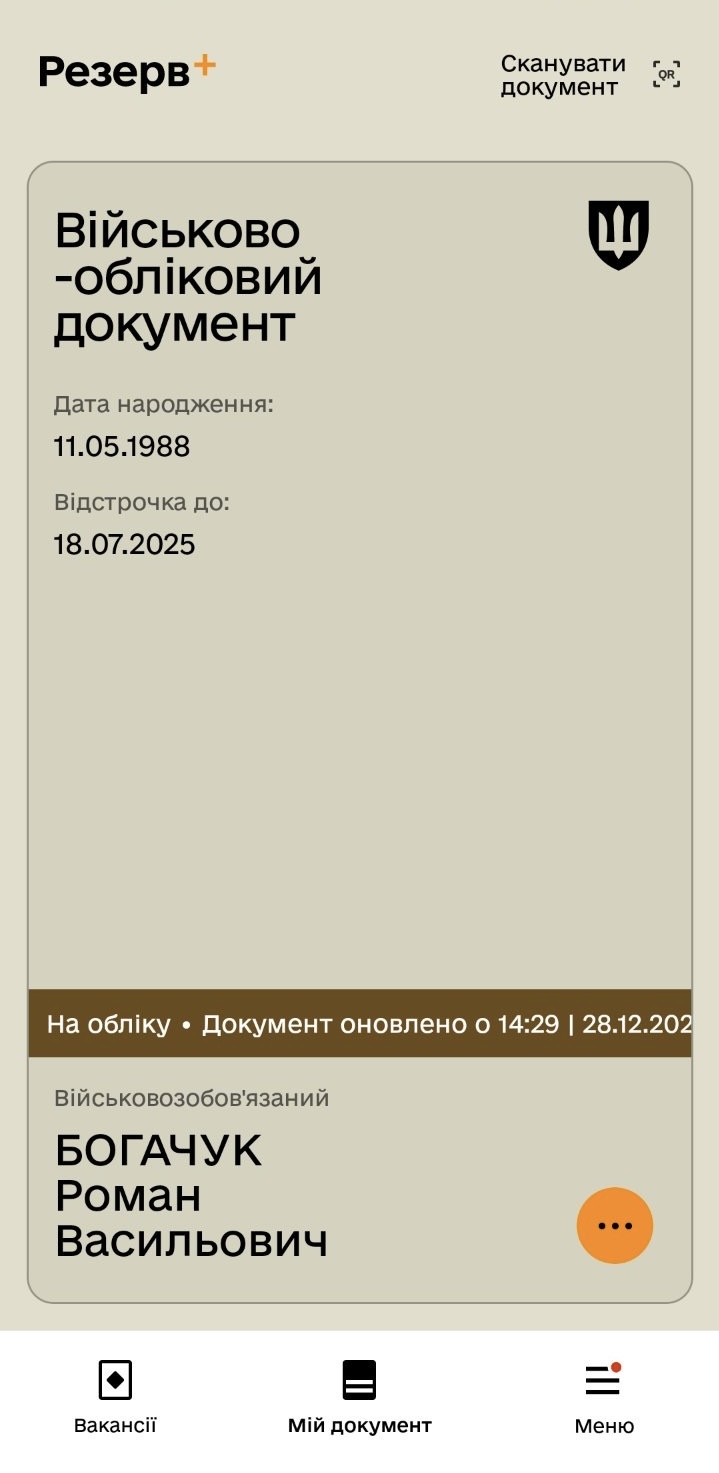 Резерв+
Сканувати
документ
QR
Військово
-обліковий
документ
Дата народження:
11.05.1988
Відстрочка до:
18.07.2025
На обліку • Документ оновлено о 14:29 | 28.12.202
Військовозобов'язаний
БОГАЧУК
Роман
Васильович
Вакансії
Мій документ
Меню